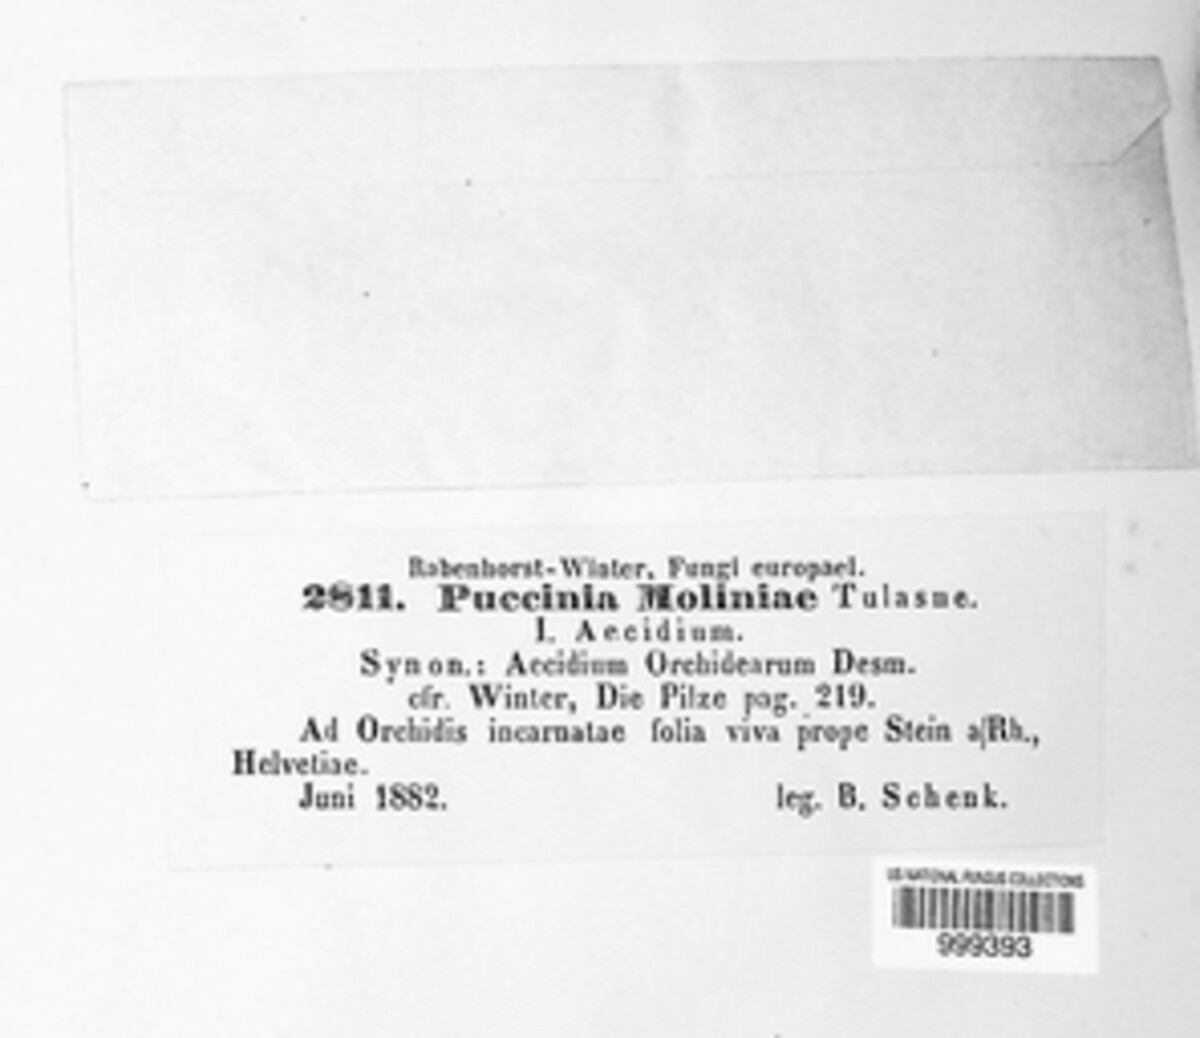 Rabenhorst-Winter, Fungi europaei.
2811. Puccinia Moliniae Tulasne.
I. Aecidium.
Synon.: Aecidium Orchidearum Desm.
cfr. Winter, Die Pilze pag. 219.
Ad Orchidis incarnatae folia viva prope Stein a/Rh.,
Helvetiae.
Juni 1882. leg. B. Schenk.
US NATIONAL FUNGUS COLLECTIONS
999393